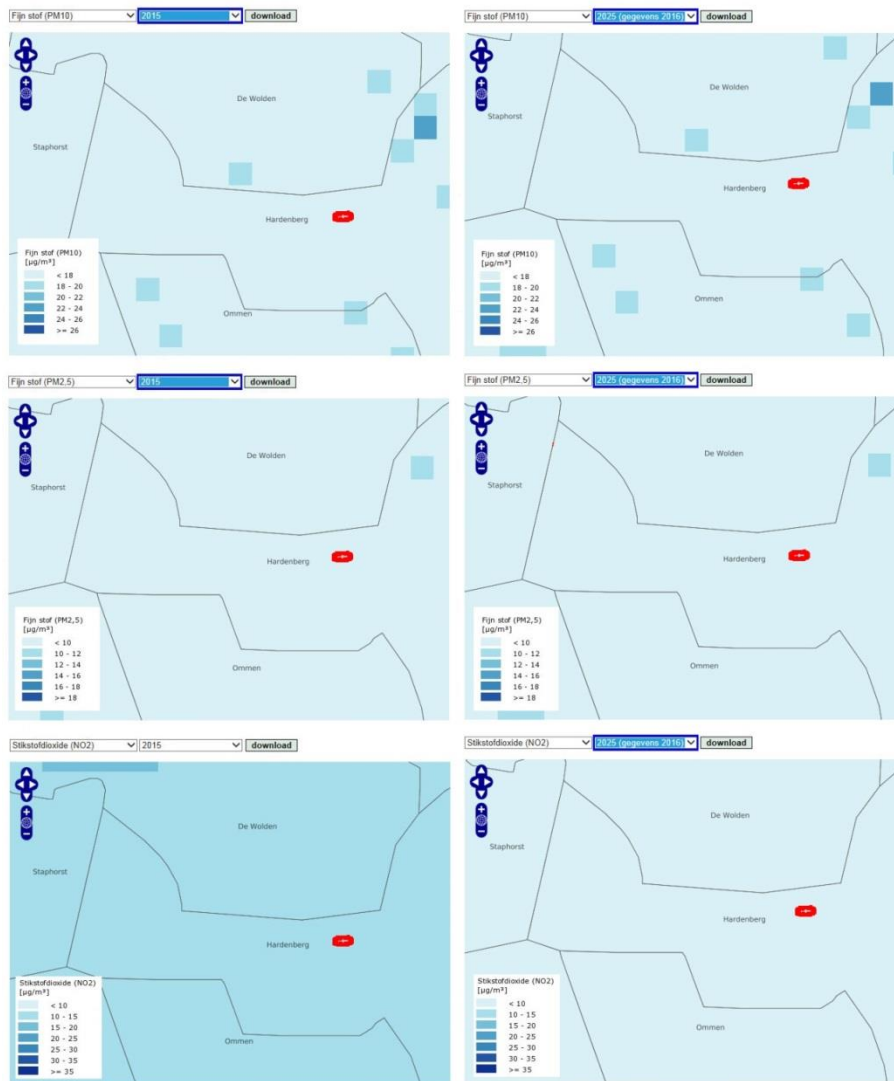 Fijn stof (PM10) 2015 download
De Wolden
Staphorst
Hardenberg
Fijn stof (PM10)
[µg/m³]
< 18
18 - 20
20 - 22
22 - 24
24 - 26
>= 26
Ommen
Fijn stof (PM10) 2025 (gegevens 2016) download
De Wolden
Staphorst
Hardenberg
Fijn stof (PM10)
[µg/m³]
< 18
18 - 20
20 - 22
22 - 24
24 - 26
>= 26
Ommen
Fijn stof (PM2,5) 2015 download
De Wolden
Staphorst
Hardenberg
Fijn stof (PM2,5)
[µg/m³]
< 10
10 - 12
12 - 14
14 - 16
16 - 18
>= 18
Ommen
Fijn stof (PM2,5) 2025 (gegevens 2016) download
De Wolden
Staphorst
Hardenberg
Fijn stof (PM2,5)
[µg/m³]
< 10
10 - 12
12 - 14
14 - 16
16 - 18
>= 18
Ommen
Stikstofdioxide (NO2) 2015 download
De Wolden
Staphorst
Hardenberg
Stikstofdioxide (NO2)
[µg/m³]
< 10
10 - 15
15 - 20
20 - 25
25 - 30
30 - 35
>= 35
Ommen
Stikstofdioxide (NO2) 2025 (gegevens 2016) download
De Wolden
Staphorst
Hardenberg
Stikstofdioxide (NO2)
[µg/m³]
< 10
10 - 15
15 - 20
20 - 25
25 - 30
30 - 35
>= 35
Ommen